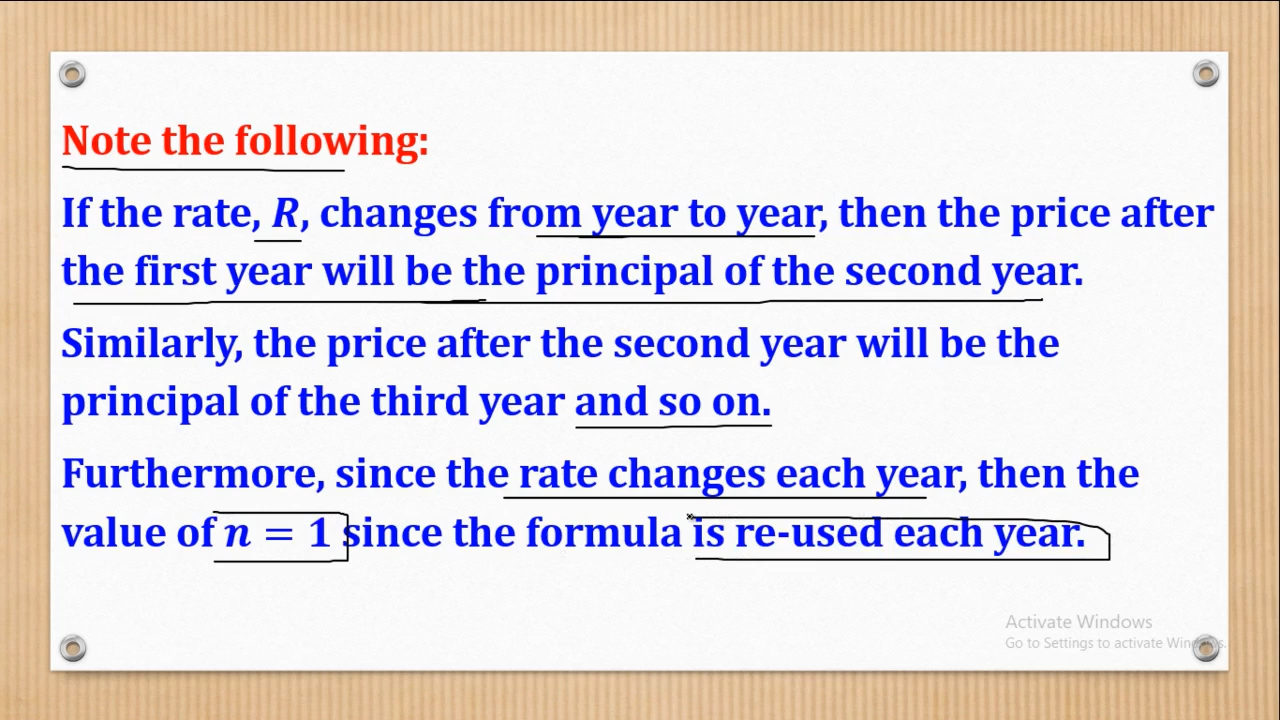 Note the following:
If the rate, R, changes from year to year, then the price after
the first year will be the principal of the second year.
Similarly, the price after the second year will be the
principal of the third year and so on.
Furthermore, since the rate changes each year, then the
value of n = 1 since the formula is re-used each year.
Activate Windows
Go to Settings to activate Windows.